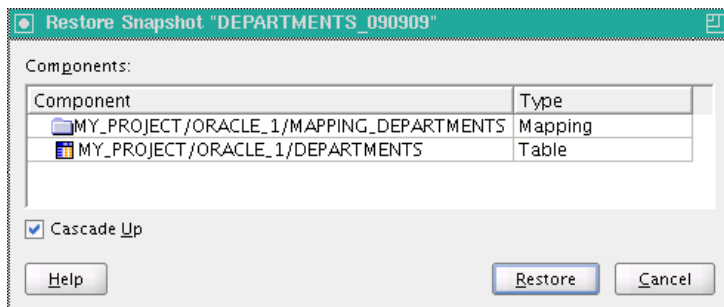 Restore Snapshot "DEPARTMENTS_090909"
Components:
Component Type
MY_PROJECT/ORACLE_1/MAPPING_DEPARTMENTS Mapping
MY_PROJECT/ORACLE_1/DEPARTMENTS Table
Cascade Up
Help Restore Cancel